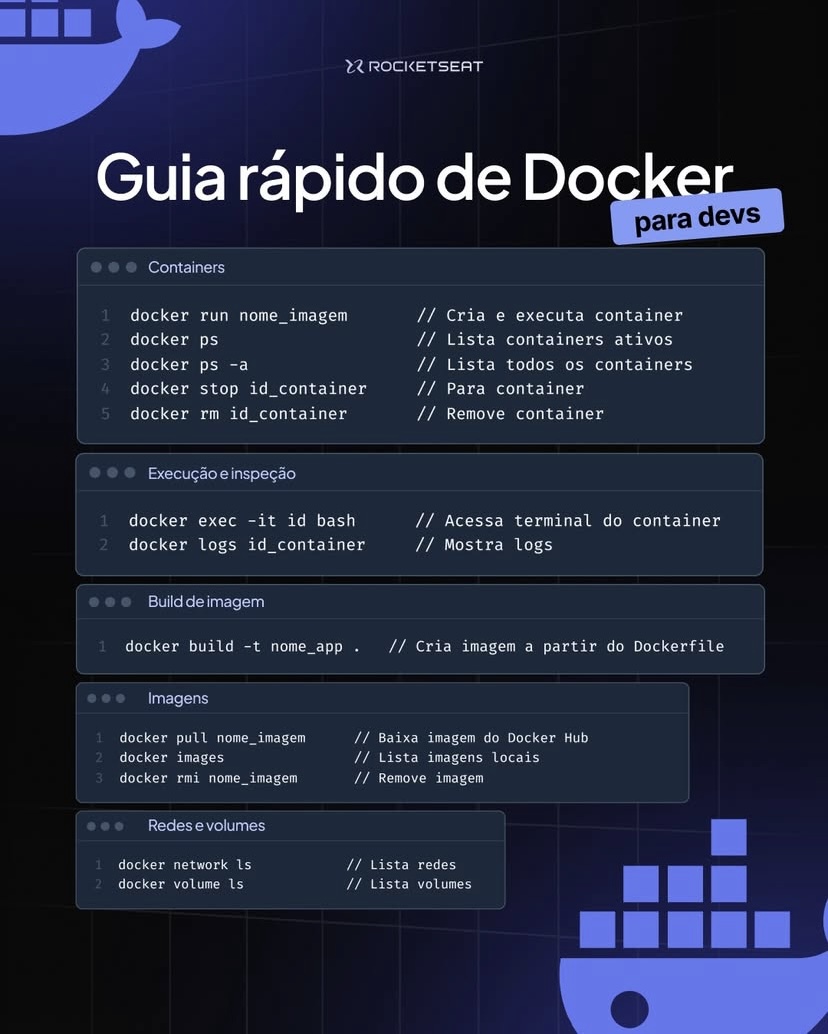 ROCKETSEAT
Guia rápido de Docker
para devs
Containers
1 docker run nome_imagem // Cria e executa container
2 docker ps // Lista containers ativos
3 docker ps -a // Lista todos os containers
4 docker stop id_container // Para container
5 docker rm id_container // Remove container
Execução e inspeção
1 docker exec -it id bash // Acessa terminal do container
2 docker logs id_container // Mostra logs
Build de imagem
1 docker build -t nome_app . // Cria imagem a partir do Dockerfile
Imagens
1 docker pull nome_imagem // Baixa imagem do Docker Hub
2 docker images // Lista imagens locais
3 docker rmi nome_imagem // Remove imagem
Redes e volumes
1 docker network ls // Lista redes
2 docker volume ls // Lista volumes